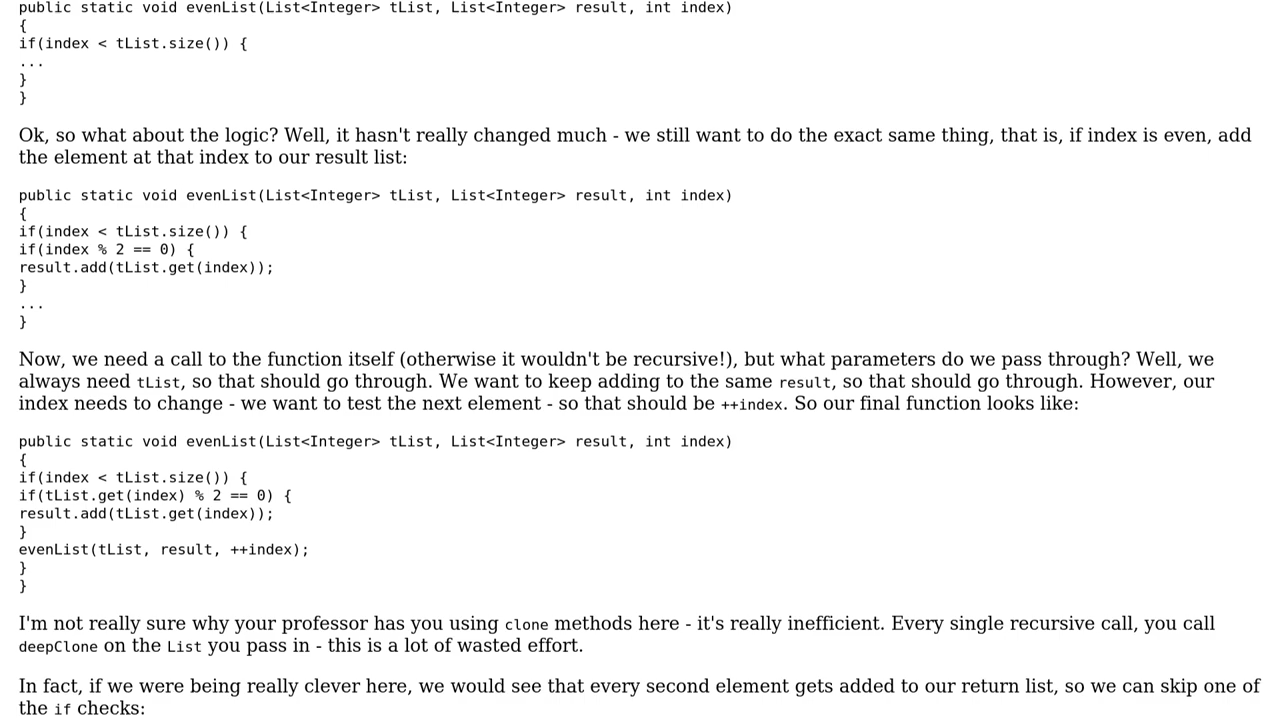 public static void evenList(List<Integer> tList, List<Integer> result, int index)
{
if(index < tList.size()) {
...
}
}
Ok, so what about the logic? Well, it hasn't really changed much - we still want to do the exact same thing, that is, if index is even, add
the element at that index to our result list:
public static void evenList(List<Integer> tList, List<Integer> result, int index)
{
if(index < tList.size()) {
if(index % 2 == 0) {
result.add(tList.get(index));
}
...
}
Now, we need a call to the function itself (otherwise it wouldn't be recursive!), but what parameters do we pass through? Well, we
always need tList, so that should go through. We want to keep adding to the same result, so that should go through. However, our
index needs to change - we want to test the next element - so that should be ++index. So our final function looks like:
public static void evenList(List<Integer> tList, List<Integer> result, int index)
{
if(index < tList.size()) {
if(tList.get(index) % 2 == 0) {
result.add(tList.get(index));
}
evenList(tList, result, ++index);
}
}
I'm not really sure why your professor has you using clone methods here - it's really inefficient. Every single recursive call, you call
deepClone on the List you pass in - this is a lot of wasted effort.
In fact, if we were being really clever here, we would see that every second element gets added to our return list, so we can skip one of
the if checks: